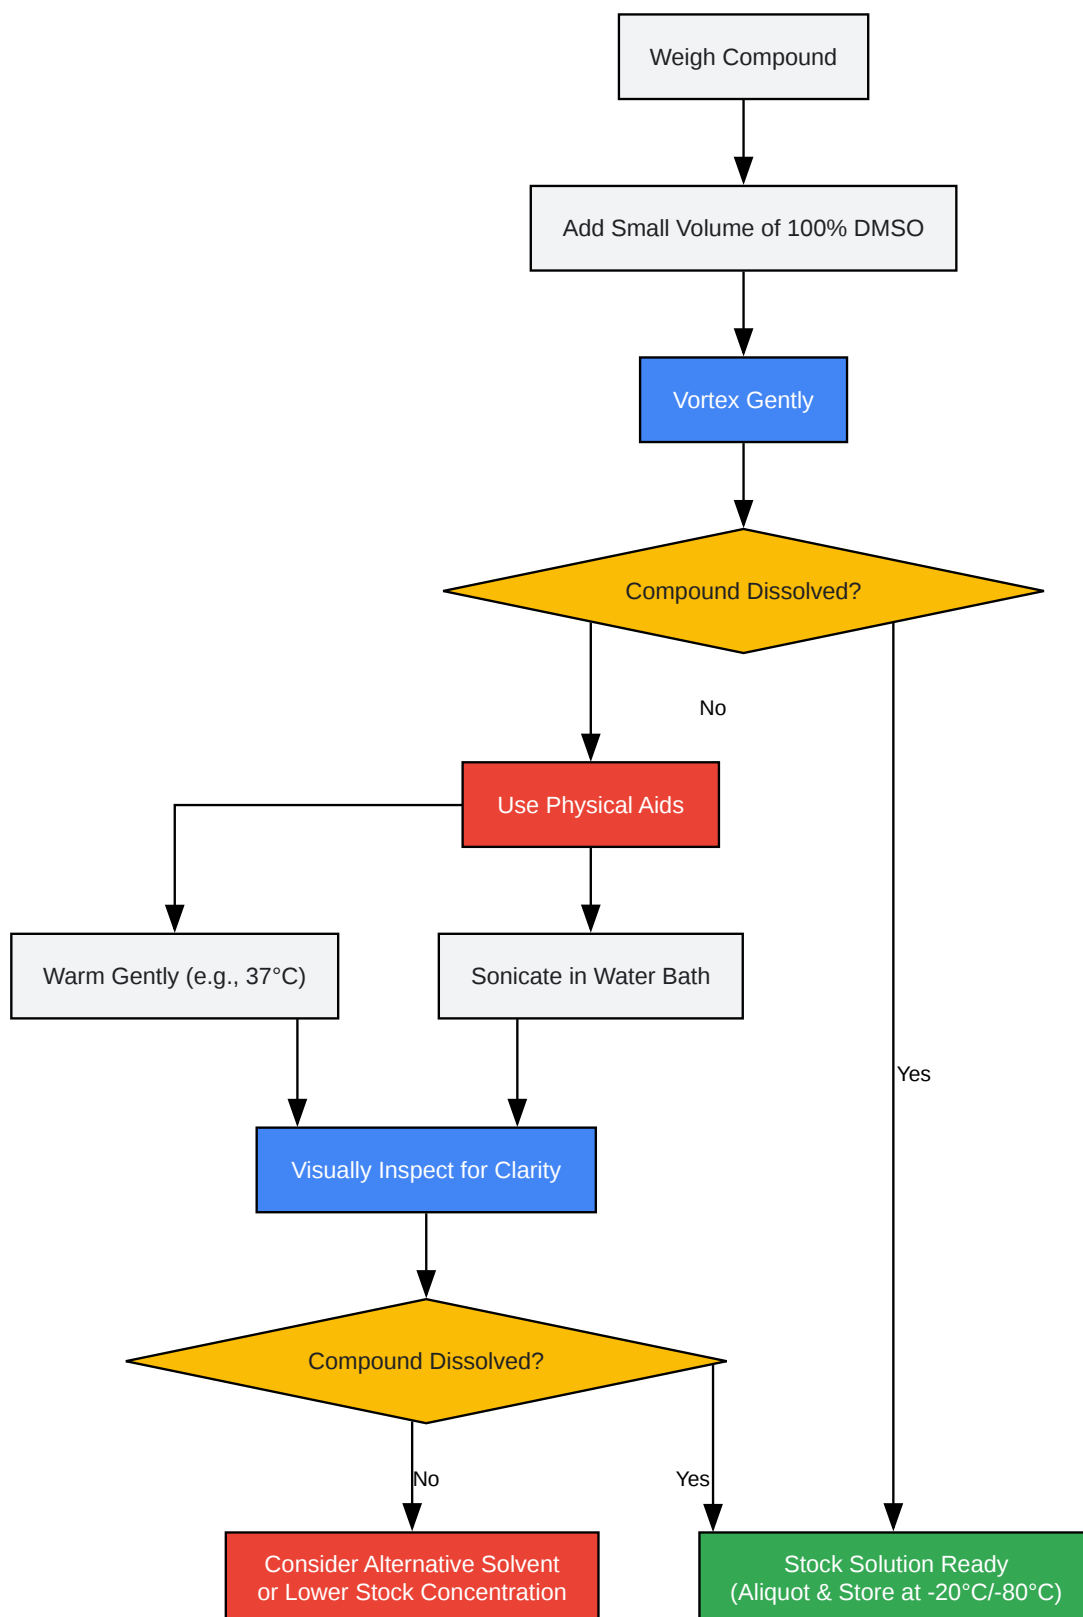 Weigh Compound
Add Small Volume of 100% DMSO
Vortex Gently
Compound Dissolved?
No
Use Physical Aids
Warm Gently (e.g., 37°C)
Sonicate in Water Bath
Yes
Visually Inspect for Clarity
Compound Dissolved?
No
Yes
Consider Alternative Solvent
or Lower Stock Concentration
Stock Solution Ready
(Aliquot & Store at -20°C/-80°C)